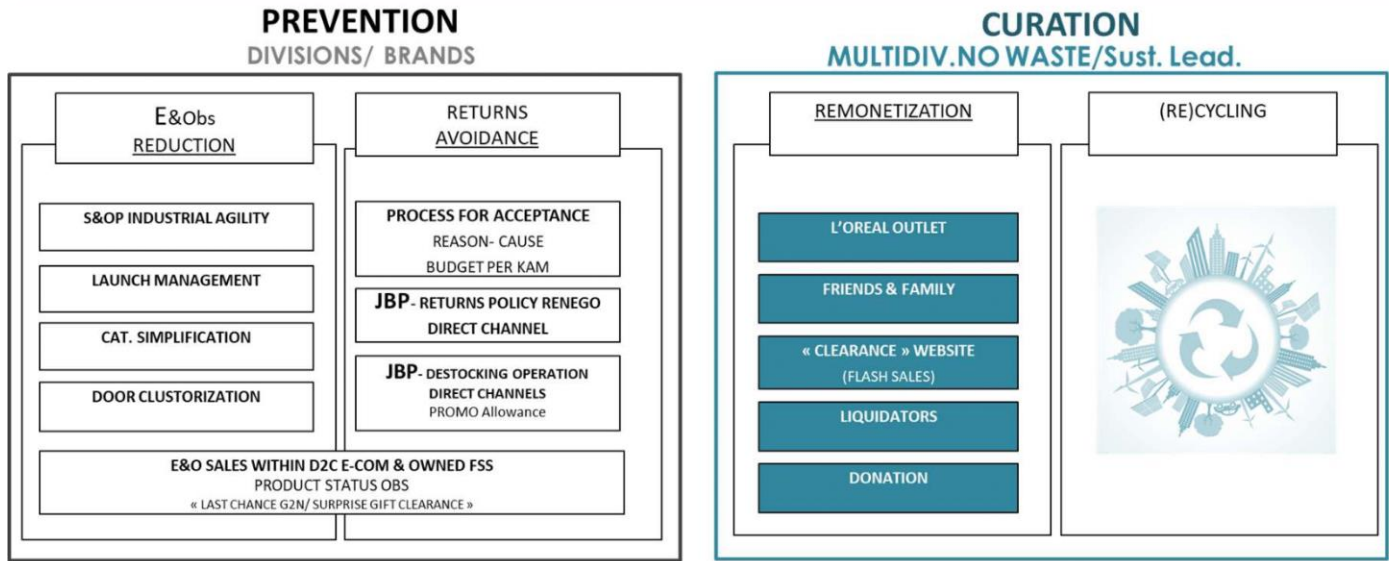 PREVENTION
DIVISIONS/ BRANDS
E&Obs
REDUCTION
S&OP INDUSTRIAL AGILITY
LAUNCH MANAGEMENT
CAT. SIMPLIFICATION
DOOR CLUSTORIZATION
RETURNS
AVOIDANCE
PROCESS FOR ACCEPTANCE
REASON- CAUSE
BUDGET PER KAM
JBP- RETURNS POLICY RENEGO
DIRECT CHANNEL
JBP- DESTOCKING OPERATION
DIRECT CHANNELS
PROMO Allowance
E&O SALES WITHIN D2C E-COM & OWNED FSS
PRODUCT STATUS OBS
« LAST CHANCE G2N/ SURPRISE GIFT CLEARANCE »
CURATION
MULTIDIV.NO WASTE/Sust. Lead.
REMONETIZATION
L'OREAL OUTLET
FRIENDS & FAMILY
« CLEARANCE » WEBSITE
(FLASH SALES)
LIQUIDATORS
DONATION
(RE)CYCLING